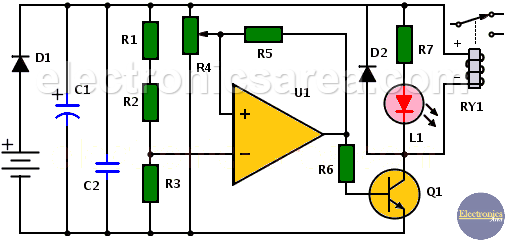 electronicsarea.com
D1
C1
C2
R1
R2
R3
R4
R5
U1
R6
D2
R7
L1
Q1
RY1
+
+
+
−
+
−
Electronics
Area